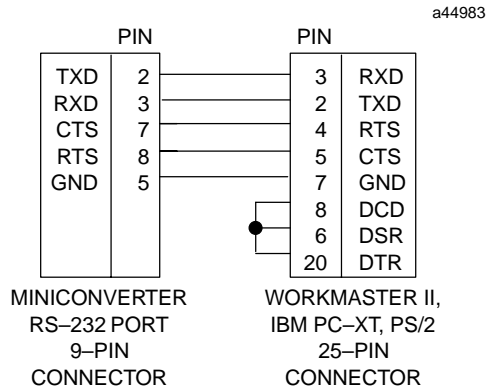 a44983
PIN PIN
TXD 2 3 RXD
RXD 3 2 TXD
CTS 7 4 RTS
RTS 8 5 CTS
GND 5 7 GND
8 DCD
6 DSR
20 DTR
MINICONVERTER WORKMASTER II,
RS–232 PORT IBM PC–XT, PS/2
9–PIN 25–PIN
CONNECTOR CONNECTOR